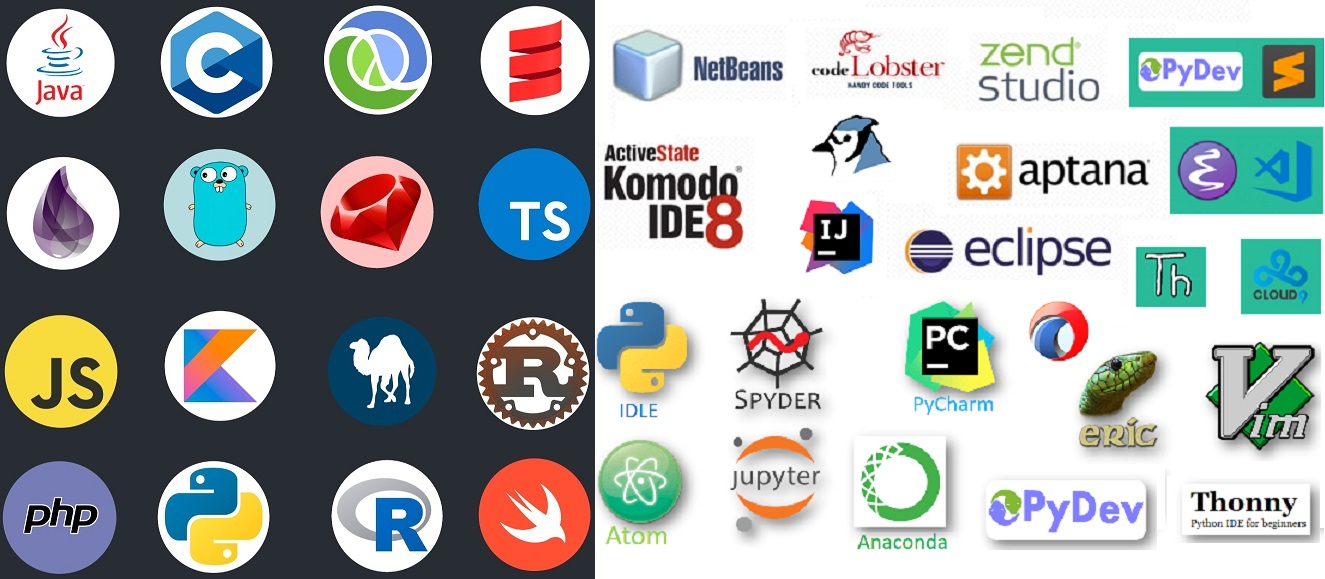 Java
C
TS
JS
R
php
R
NetBeans
codeLobster
HANDY CODE TOOLS
zend
studio
PyDev
ActiveState
Komodo
IDE8
aptana
IJ
eclipse
Th
CLOUD9
IDLE
SPYDER
PC
PyCharm
eric
Vim
Atom
jupyter
Anaconda
PyDev
Thonny
Python IDE for beginners